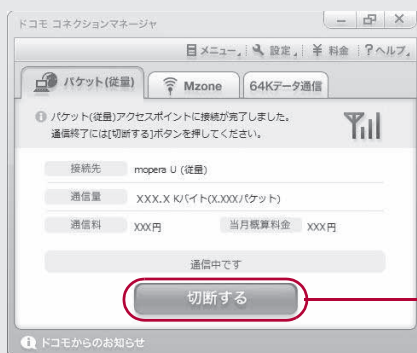 ドコモ コネクションマネージャ
メニュー 設定 ¥ 料金 ? ヘルプ
パケット(従量) Mzone 64Kデータ通信
パケット(従量)アクセスポイントに接続が完了しました。
通信終了には[切断する]ボタンを押してください。
接続先 mopera U (従量)
通信量 XXX.X Kバイト(X.XXXパケット)
通信料 XXX円 当月概算料金 XXX円
通信中です
切断する
ドコモからのお知らせ